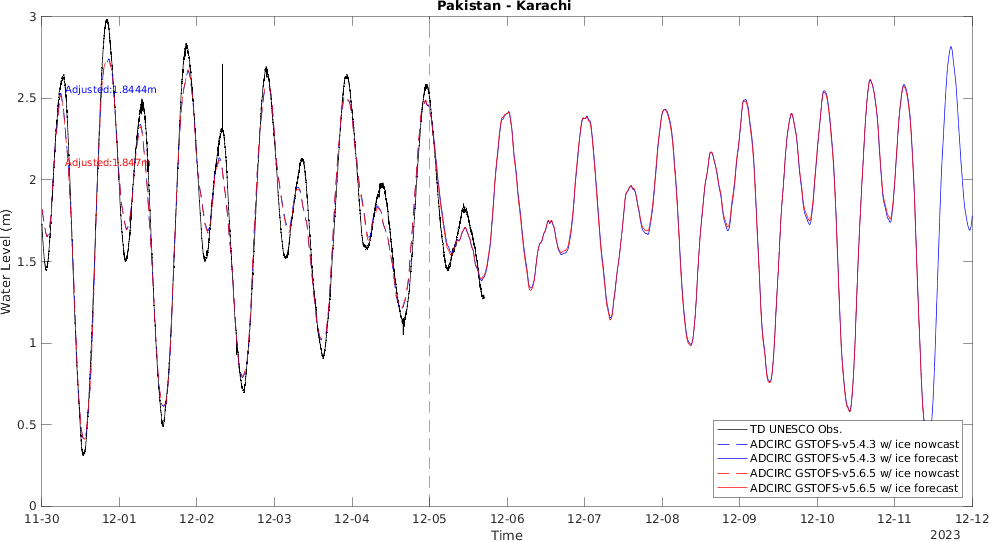 Pakistan - Karachi
Water Level (m)
3
2.5
2
1.5
1
0.5
0
Adjusted:1.8444m
Adjusted:1.847m
TD UNESCO Obs.
ADCIRC GSTOFS-v5.4.3 w/ ice nowcast
ADCIRC GSTOFS-v5.4.3 w/ ice forecast
ADCIRC GSTOFS-v5.6.5 w/ ice nowcast
ADCIRC GSTOFS-v5.6.5 w/ ice forecast
11-30 12-01 12-02 12-03 12-04 12-05 12-06 12-07 12-08 12-09 12-10 12-11 12-12
Time
2023